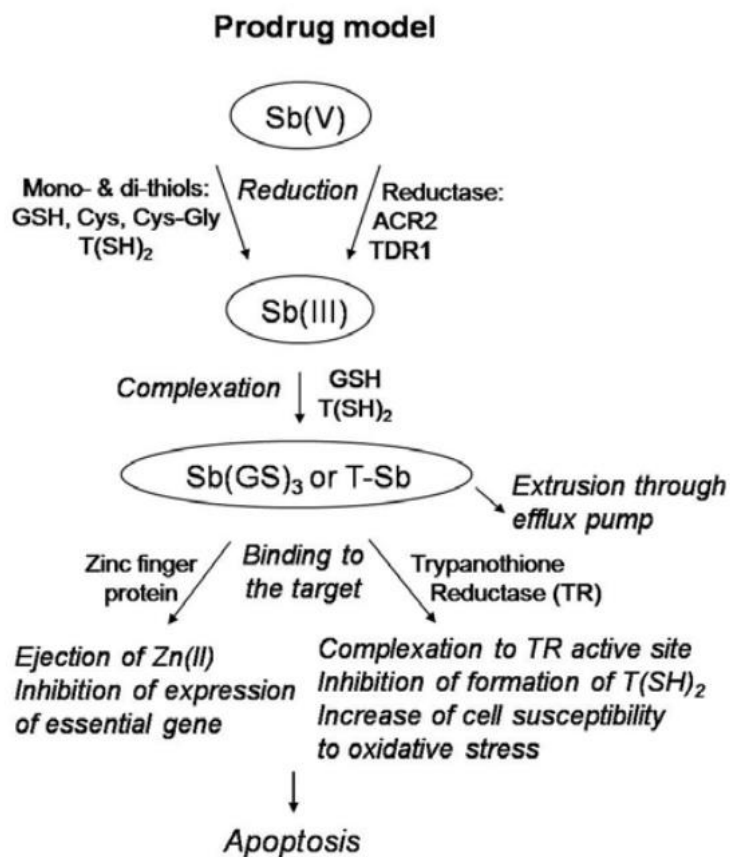 Prodrug model
Sb(V)
Mono- & di-thiols:
GSH, Cys, Cys-Gly
T(SH)₂
Reduction
Reductase:
ACR2
TDR1
Sb(III)
Complexation
GSH
T(SH)₂
Sb(GS)₃ or T-Sb
Extrusion through
efflux pump
Zinc finger
protein
Binding to
the target
Trypanothione
Reductase (TR)
Ejection of Zn(II)
Inhibition of expression
of essential gene
Complexation to TR active site
Inhibition of formation of T(SH)₂
Increase of cell susceptibility
to oxidative stress
Apoptosis